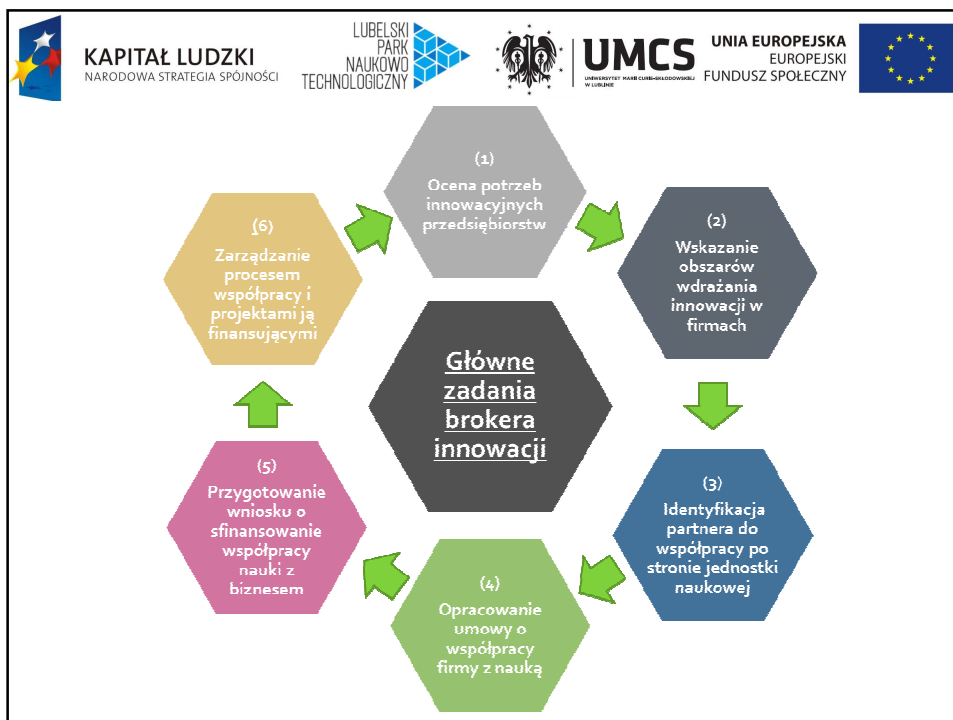 KAPITAŁ LUDZKI
NARODOWA STRATEGIA SPÓJNOŚCI
LUBELSKI
PARK
NAUKOWO
TECHNOLOGICZNY
UMCS
UNIWERSYTET MARII CURIE-SKŁODOWSKIEJ
W LUBLINIE
UNIA EUROPEJSKA
EUROPEJSKI
FUNDUSZ SPOŁECZNY
(1)
Ocena potrzeb
innowacyjnych
przedsiębiorstw
(2)
Wskazanie
obszarów
wdrażania
innowacji w
firmach
(3)
Identyfikacja
partnera do
współpracy po
stronie jednostki
naukowej
(4)
Opracowanie
umowy o
współpracy
firmy z nauką
(5)
Przygotowanie
wniosku o
sfinansowanie
współpracy
nauki z
biznesem
(6)
Zarządzanie
procesem
współpracy i
projektami ją
finansującymi
Główne
zadania
brokera
innowacji